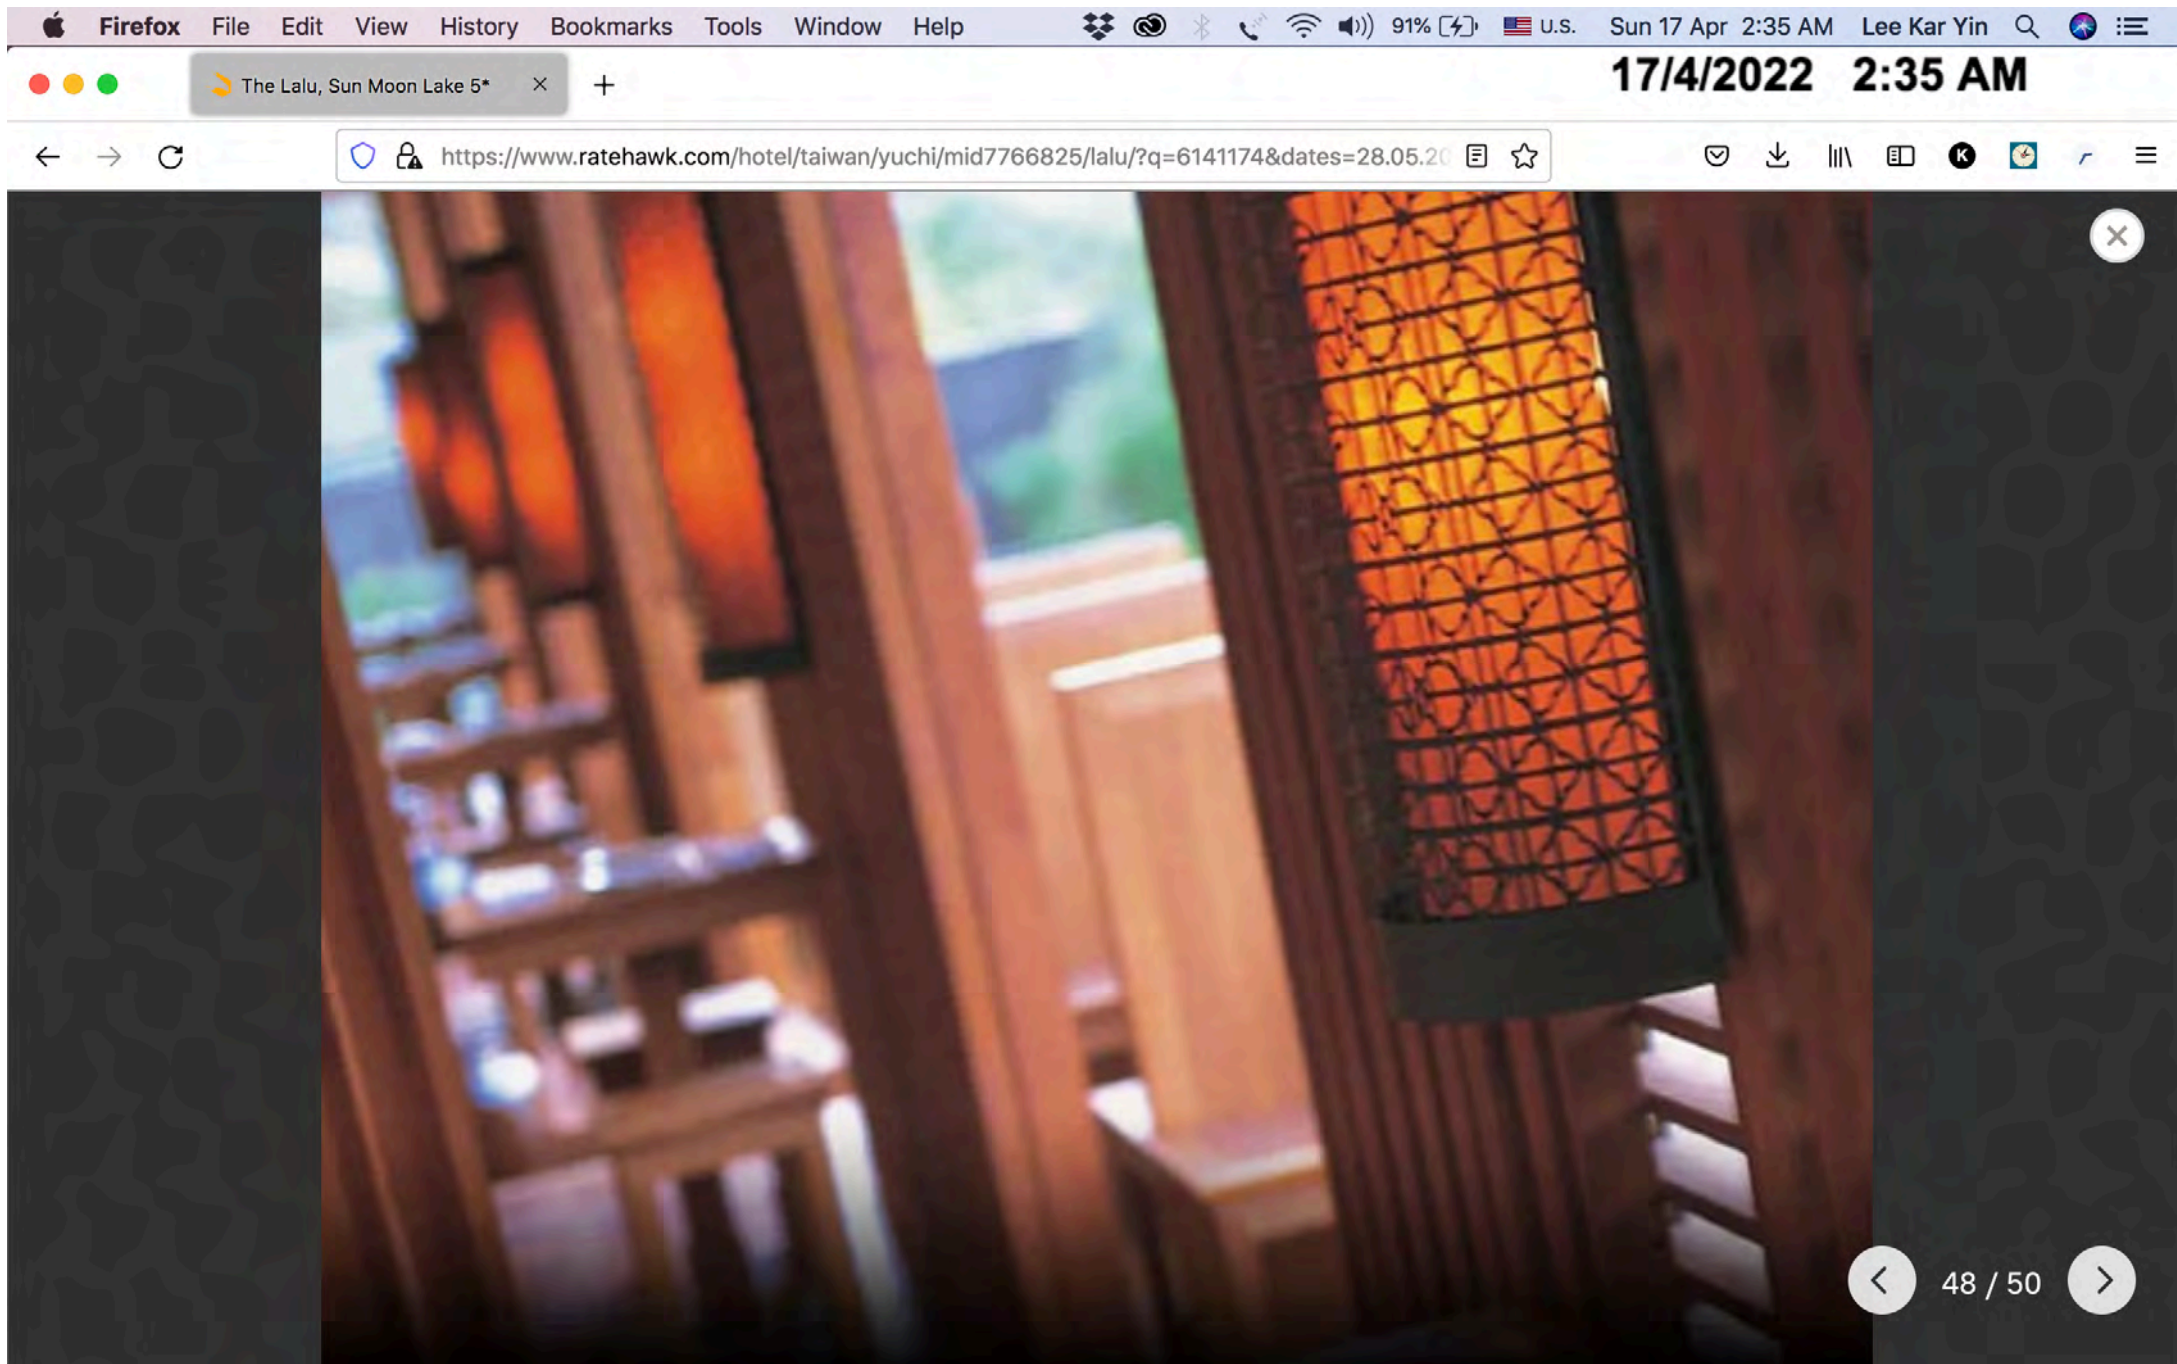 Firefox File Edit View History Bookmarks Tools Window Help 91% U.S. Sun 17 Apr 2:35 AM Lee Kar Yin
The Lalu, Sun Moon Lake 5*
17/4/2022 2:35 AM
https://www.ratehawk.com/hotel/taiwan/yuchi/mid7766825/lalu/?q=6141174&dates=28.05.20
K
48 / 50